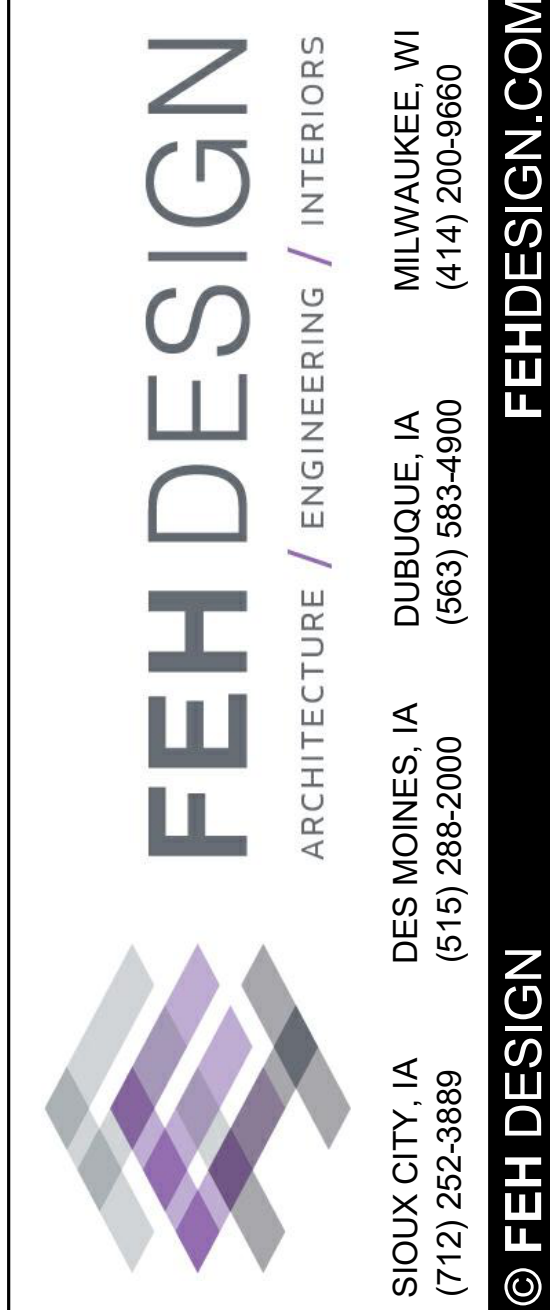 FEH DESIGN
ARCHITECTURE / ENGINEERING / INTERIORS
SIOUX CITY, IA
(712) 252-3889
DES MOINES, IA
(515) 288-2000
DUBUQUE, IA
(563) 583-4900
MILWAUKEE, WI
(414) 200-9660
© FEH DESIGN
FEHDESIGN.COM